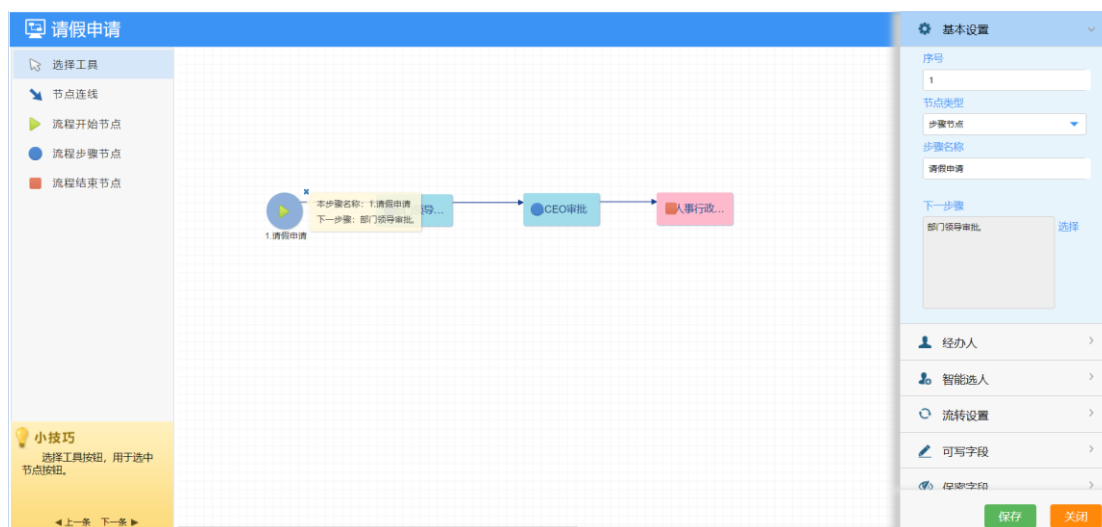 请假申请
选择工具
节点连线
流程开始节点
流程步骤节点
流程结束节点
小技巧
选择工具按钮，用于选中
节点按钮。
上一条 下一条
本步骤名称：1.请假申请
下一步骤：部门领导审批,
1.请假申请
导...
CEO审批
人事行政...
基本设置
序号
1
节点类型
步骤节点
步骤名称
请假申请
下一步骤
部门领导审批,
选择
经办人
智能选人
流转设置
可写字段
保密字段
保存 关闭